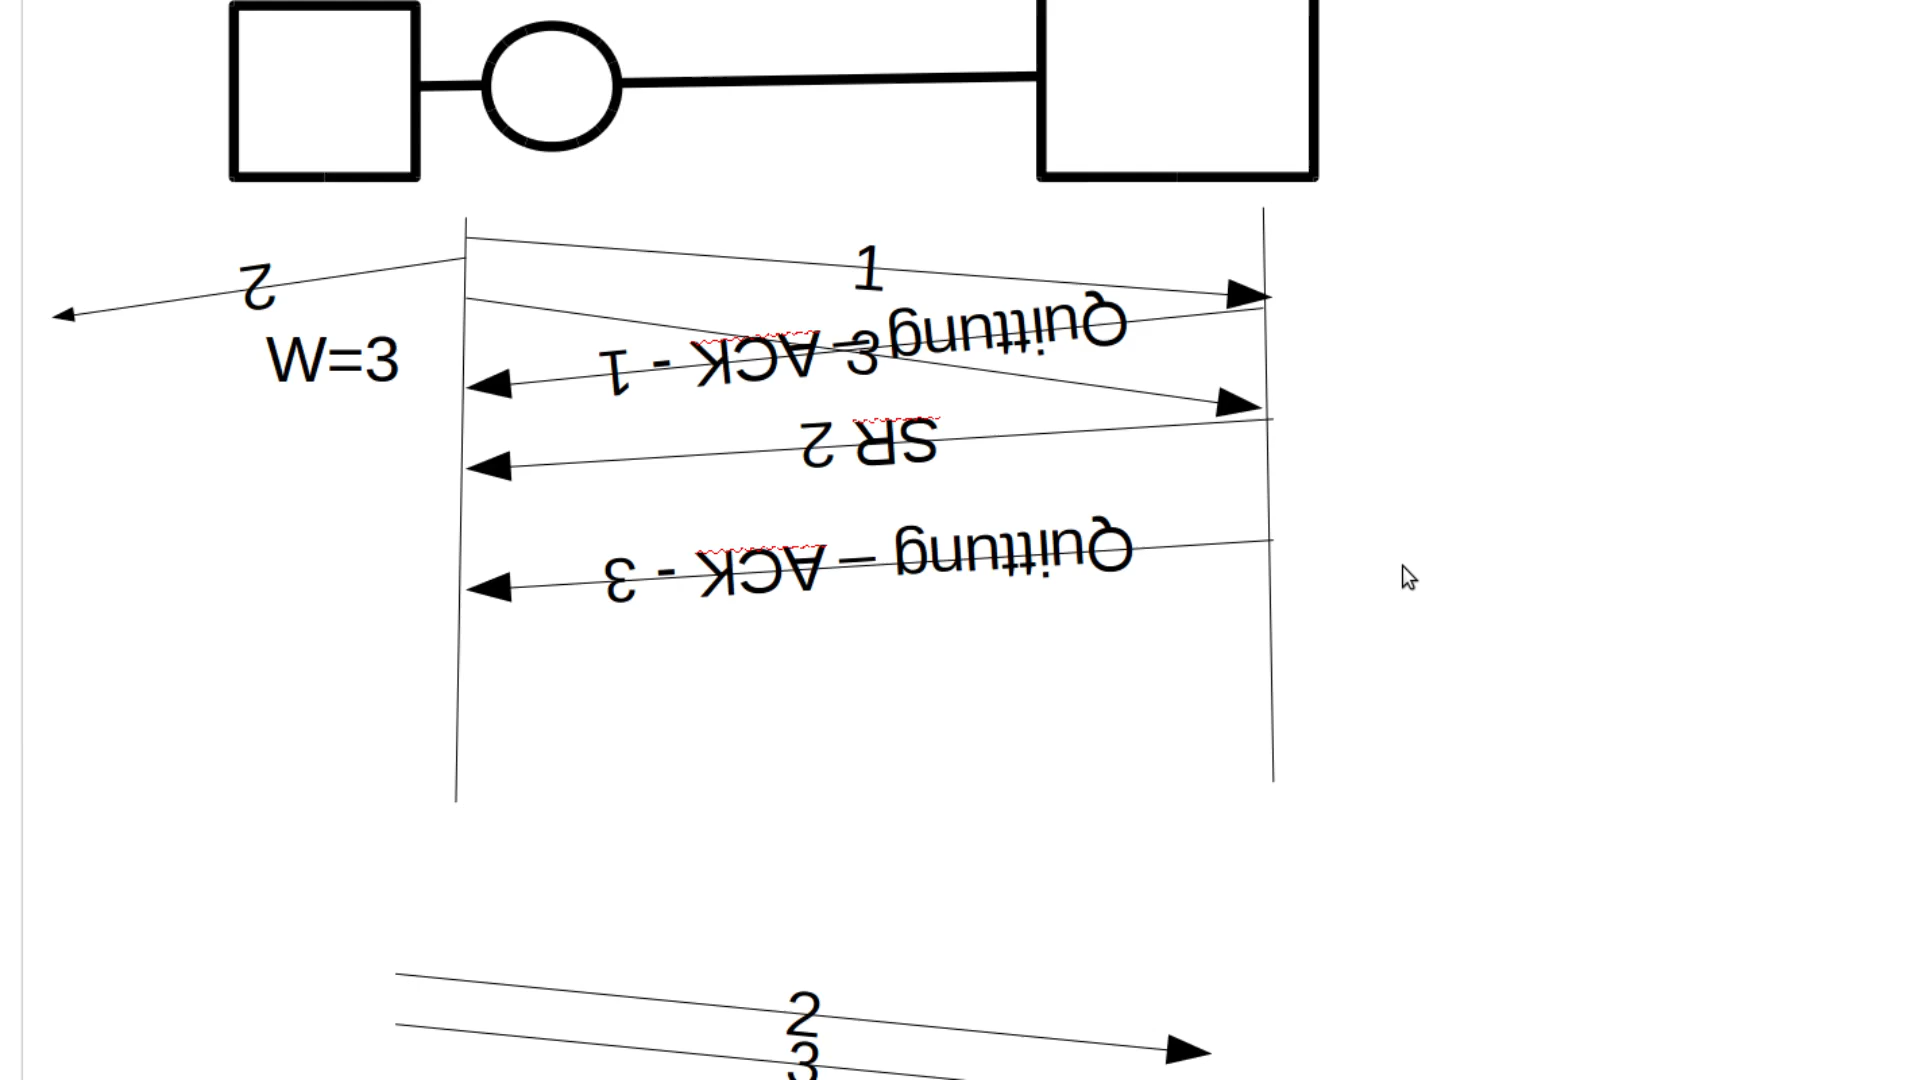 1
2
Quittung – ACK - 1
3
W=3
SR 2
Quittung – ACK - 3
2
3